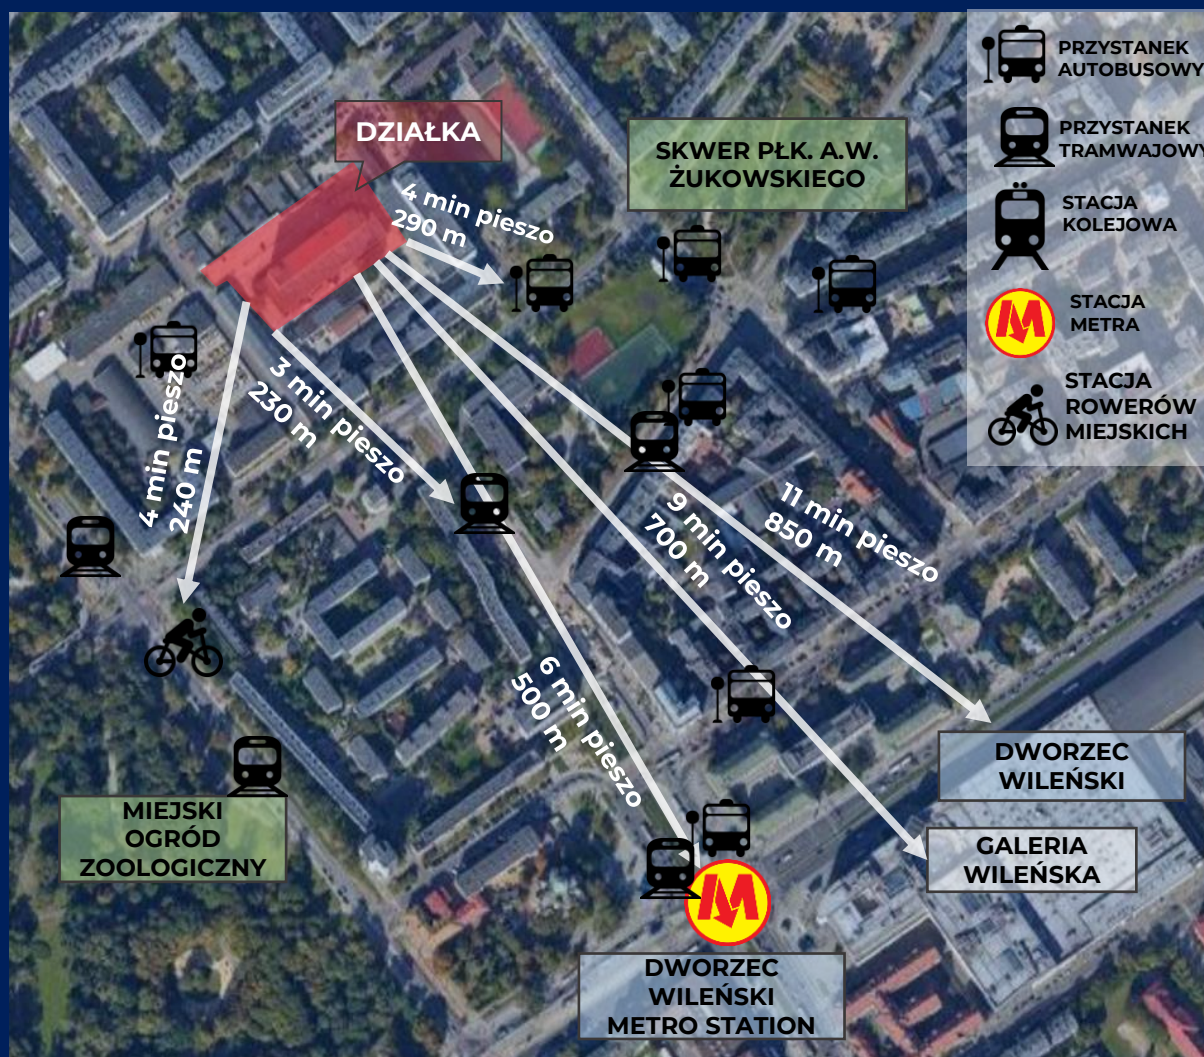 DZIAŁKA
SKWER PŁK. A.W.
ŻUKOWSKIEGO
PRZYSTANEK
AUTOBUSOWY
PRZYSTANEK
TRAMWAJOWY
STACJA
KOLEJOWA
STACJA
METRA
STACJA
ROWERÓW
MIEJSKICH
4 min pieszo
290 m
3 min pieszo
230 m
4 min pieszo
240 m
11 min pieszo
850 m
9 min pieszo
700 m
6 min pieszo
500 m
DWORZEC
WILEŃSKI
GALERIA
WILEŃSKA
MIEJSKI
OGRÓD
ZOOLOGICZNY
M
DWORZEC
WILEŃSKI
METRO STATION